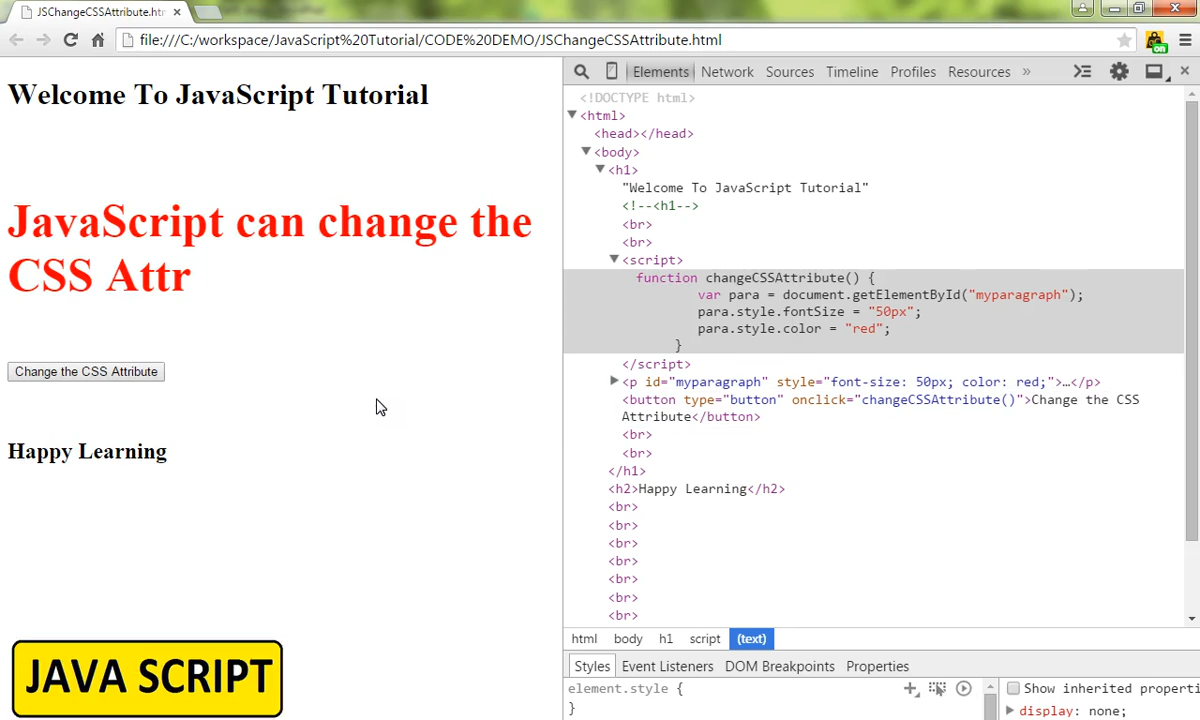 JSChangeCSSAttribute.htm
file:///C:/workspace/JavaScript%20Tutorial/CODE%20DEMO/JSChangeCSSAttribute.html
on
Welcome To JavaScript Tutorial
JavaScript can change the
CSS Attr
Change the CSS Attribute
Happy Learning
JAVA SCRIPT
Elements Network Sources Timeline Profiles Resources »
<!DOCTYPE html>
<html>
<head></head>
<body>
<h1>
"Welcome To JavaScript Tutorial"
<!--<h1-->
<br>
<br>
<script>
function changeCSSAttribute() {
var para = document.getElementById("myparagraph");
para.style.fontSize = "50px";
para.style.color = "red";
}
</script>
<p id="myparagraph" style="font-size: 50px; color: red;">…</p>
<button type="button" onclick="changeCSSAttribute()">Change the CSS
Attribute</button>
<br>
<br>
</h1>
<h2>Happy Learning</h2>
<br>
<br>
<br>
<br>
<br>
<br>
<br>
html body h1 script (text)
Styles Event Listeners DOM Breakpoints Properties
element.style {
}
Show inherited properti
display: none;